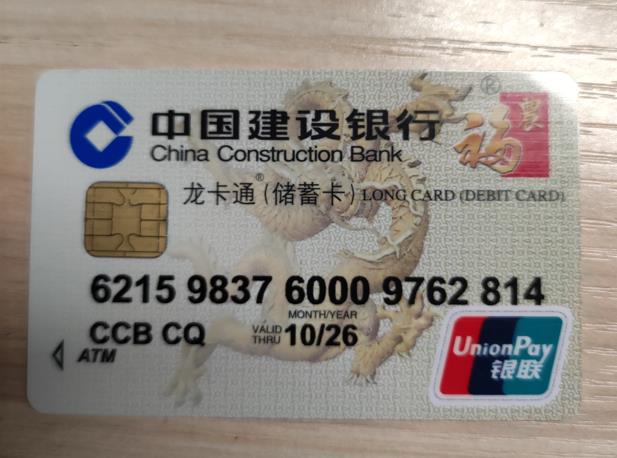 中国建设银行 ®
China Construction Bank
福 農
龙卡通®(储蓄卡) LONG CARD (DEBIT CARD)
6215 9837 6000 9762 814
MONTH/YEAR
CCB CQ VALID THRU 10/26
ATM
UnionPay
银联